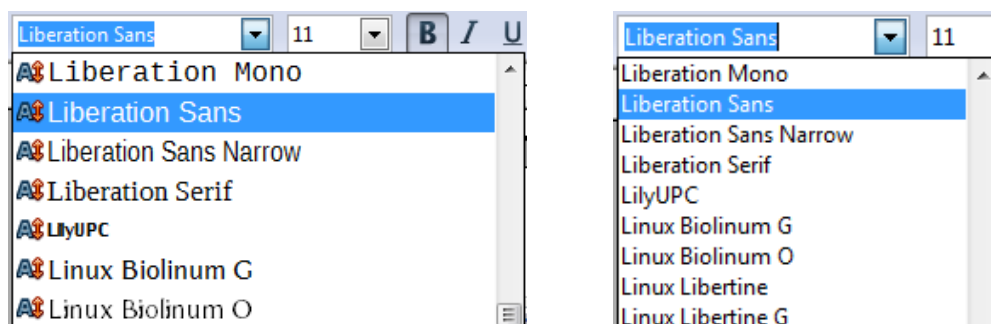 Liberation Sans 11 B I U
Liberation Mono
Liberation Sans
Liberation Sans Narrow
Liberation Serif
LilyUPC
Linux Biolinum G
Linux Biolinum O
Liberation Sans 11
Liberation Mono
Liberation Sans
Liberation Sans Narrow
Liberation Serif
LilyUPC
Linux Biolinum G
Linux Biolinum O
Linux Libertine
Linux Libertine G